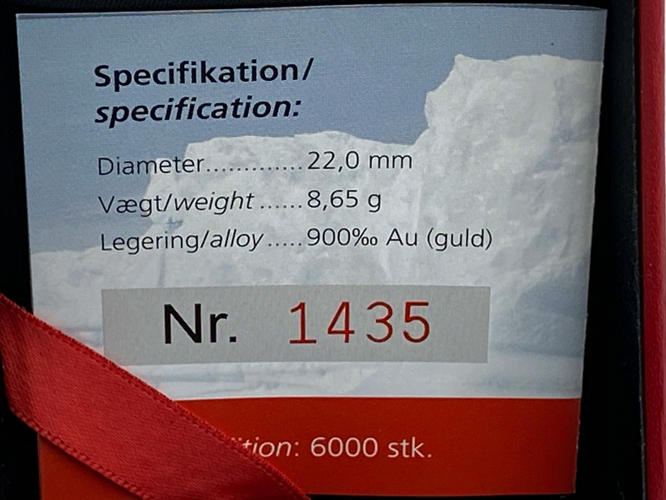 Specifikation/
specification:
Diameter.............22,0 mm
Vægt/weight ......8,65 g
Legering/alloy.....900‰ Au (guld)
Nr. 1435
6000 stk.